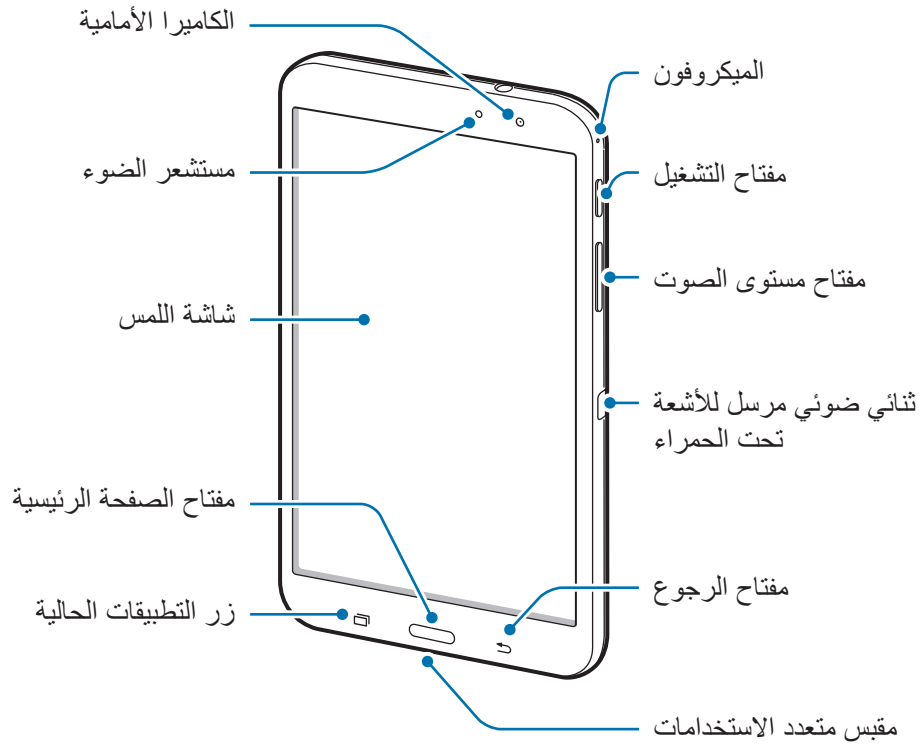 الكاميرا الأمامية
الميكروفون
مستشعر الضوء
مفتاح التشغيل
مفتاح مستوى الصوت
شاشة اللمس
ثنائي ضوئي مرسل للأشعة
تحت الحمراء
مفتاح الصفحة الرئيسية
مفتاح الرجوع
زر التطبيقات الحالية
مقبس متعدد الاستخدامات